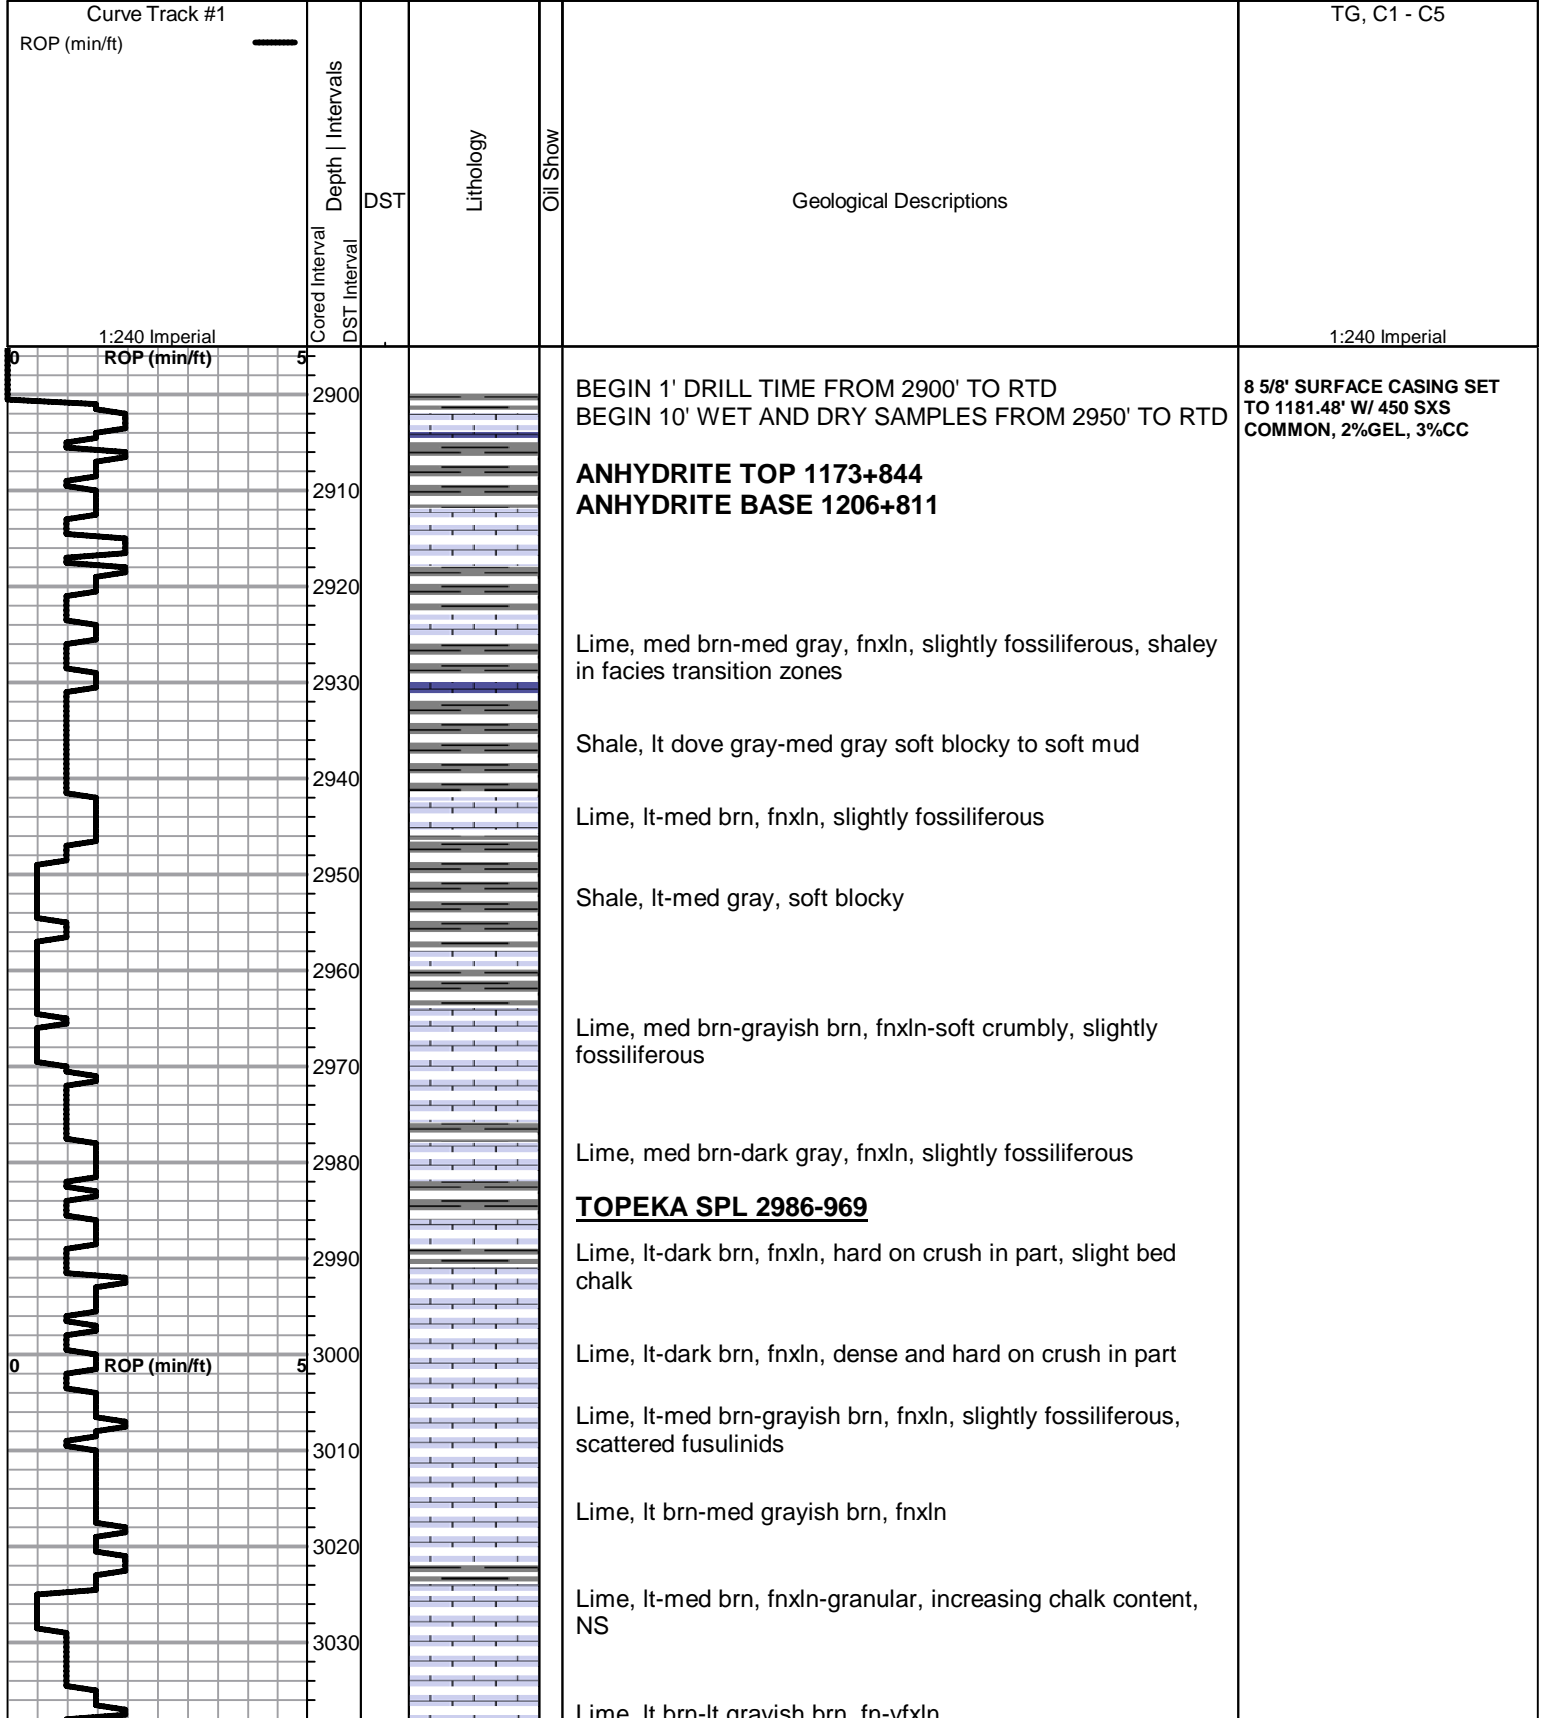 Curve Track #1
ROP (min/ft)
1:240 Imperial
Depth | Intervals
Cored Interval
DST Interval
DST
Lithology
Oil Show
Geological Descriptions
TG, C1 - C5
1:240 Imperial
0 ROP (min/ft) 5
2900
BEGIN 1' DRILL TIME FROM 2900' TO RTD
BEGIN 10' WET AND DRY SAMPLES FROM 2950' TO RTD
8 5/8' SURFACE CASING SET
TO 1181.48' W/ 450 SXS
COMMON, 2%GEL, 3%CC
ANHYDRITE TOP 1173+844
2910
ANHYDRITE BASE 1206+811
2920
Lime, med brn-med gray, fnxln, slightly fossiliferous, shaley
in facies transition zones
2930
Shale, lt dove gray-med gray soft blocky to soft mud
2940
Lime, lt-med brn, fnxln, slightly fossiliferous
2950
Shale, lt-med gray, soft blocky
2960
Lime, med brn-grayish brn, fnxln-soft crumbly, slightly
fossiliferous
2970
Lime, med brn-dark gray, fnxln, slightly fossiliferous
2980
TOPEKA SPL 2986-969
Lime, lt-dark brn, fnxln, hard on crush in part, slight bed
chalk
2990
Lime, lt-dark brn, fnxln, dense and hard on crush in part
3000
0 ROP (min/ft) 5
Lime, lt-med brn-grayish brn, fnxln, slightly fossiliferous,
scattered fusulinids
3010
Lime, lt brn-med grayish brn, fnxln
3020
Lime, lt-med brn, fnxln-granular, increasing chalk content,
NS
3030
Lime, lt brn-lt grayish brn, fn-vfxln